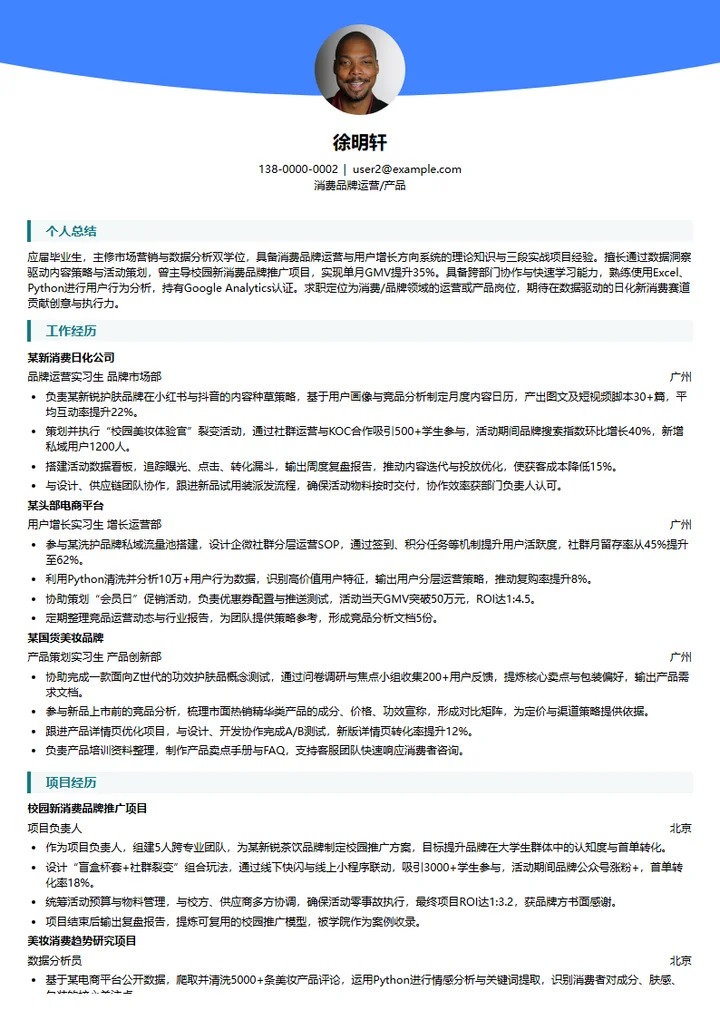 徐明轩
138-0000-0002 | user2@example.com
消费品牌运营/产品
个人总结
应届毕业生，主修市场营销与数据分析双学位，具备消费品牌运营与用户增长方向系统的理论知识与三段实战项目经验。擅长通过数据洞察
驱动内容策略与活动策划，曾主导校园新消费品牌推广项目，实现单月GMV提升35%。具备跨部门协作与快速学习能力，熟练使用Excel、
Python进行用户行为分析，持有Google Analytics认证。求职定位为消费/品牌领域的运营或产品岗位，期待在数据驱动的日化新消费赛道
贡献创意与执行力。
工作经历
某新消费日化公司
品牌运营实习生 品牌市场部 广州
• 负责某新锐护肤品牌在小红书与抖音的内容种草策略，基于用户画像与竞品分析制定月度内容日历，产出图文及短视频脚本30+篇，平
均互动率提升22%。
• 策划并执行“校园美妆体验官”裂变活动，通过社群运营与KOC合作吸引500+学生参与，活动期间品牌搜索指数环比增长40%，新增
私域用户1200人。
• 搭建活动数据看板，追踪曝光、点击、转化漏斗，输出周度复盘报告，推动内容迭代与投放优化，使获客成本降低15%。
• 与设计、供应链团队协作，跟进新品试用装派发流程，确保活动物料按时交付，协作效率获部门负责人认可。
某头部电商平台
用户增长实习生 增长运营部 广州
• 参与某洗护品牌私域流量池搭建，设计企微社群分层运营SOP，通过签到、积分任务等机制提升用户活跃度，社群月留存率从45%提升
至62%。
• 利用Python清洗并分析10万+用户行为数据，识别高价值用户特征，输出用户分层运营策略，推动复购率提升8%。
• 协助策划“会员日”促销活动，负责优惠券配置与推送测试，活动当天GMV突破50万元，ROI达1:4.5。
• 定期整理竞品运营动态与行业报告，为团队提供策略参考，形成竞品分析文档5份。
某国货美妆品牌
产品策划实习生 产品创新部 广州
• 协助完成一款面向Z世代的功效护肤品概念测试，通过问卷调研与焦点小组收集200+用户反馈，提炼核心卖点与包装偏好，输出产品需
求文档。
• 参与新品上市前的竞品分析，梳理市面热销精华类产品的成分、价格、功效宣称，形成对比矩阵，为定价与渠道策略提供依据。
• 跟进产品详情页优化项目，与设计、开发协作完成A/B测试，新版详情页转化率提升12%。
• 负责产品培训资料整理，制作产品卖点手册与FAQ，支持客服团队快速响应消费者咨询。
项目经历
校园新消费品牌推广项目
项目负责人 北京
• 作为项目负责人，组建5人跨专业团队，为某新锐茶饮品牌制定校园推广方案，目标提升品牌在大学生群体中的认知度与首单转化。
• 设计“盲盒杯套+社群裂变”组合玩法，通过线下快闪与线上小程序联动，吸引3000+学生参与，活动期间品牌公众号涨粉+，首单转
化率18%。
• 统筹活动预算与物料管理，与校方、供应商多方协调，确保活动零事故执行，最终项目ROI达1:3.2，获品牌方书面感谢。
• 项目结束后输出复盘报告，提炼可复用的校园推广模型，被学院作为案例收录。
美妆消费趋势研究项目
数据分析员 北京
• 基于某电商平台公开数据，爬取并清洗5000+条美妆产品评论，运用Python进行情感分析与关键词提取，识别消费者对成分、肤感、